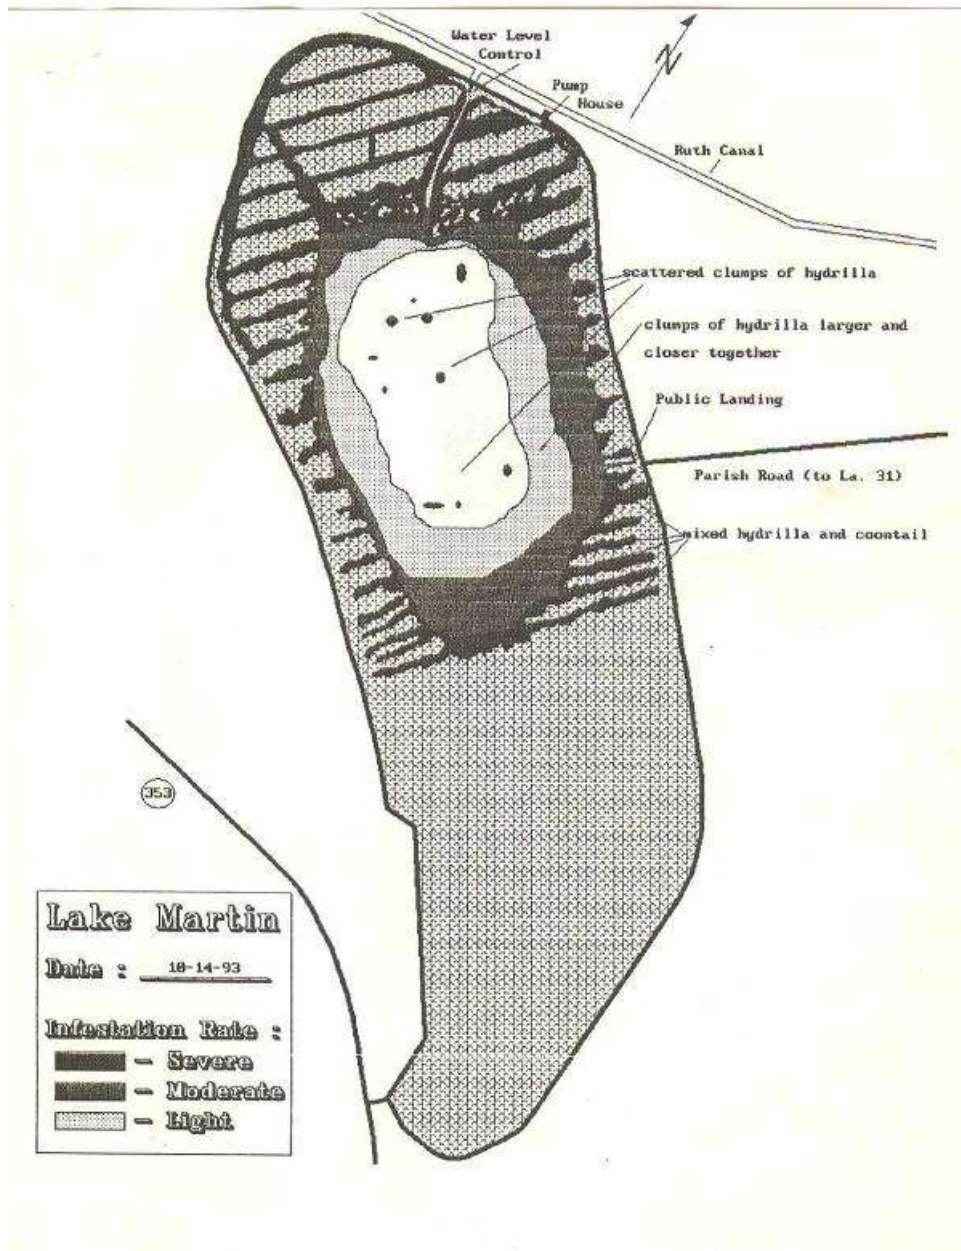 Water Level
Control
N
Pump
House
Ruth Canal
scattered clumps of hydrilla
clumps of hydrilla larger and
closer together
Public Landing
Parish Road (to La. 31)
mixed hydrilla and coontail
353
Lake Martin
Date : 10-14-93
Infestation Rate :
– Severe
– Moderate
– Light